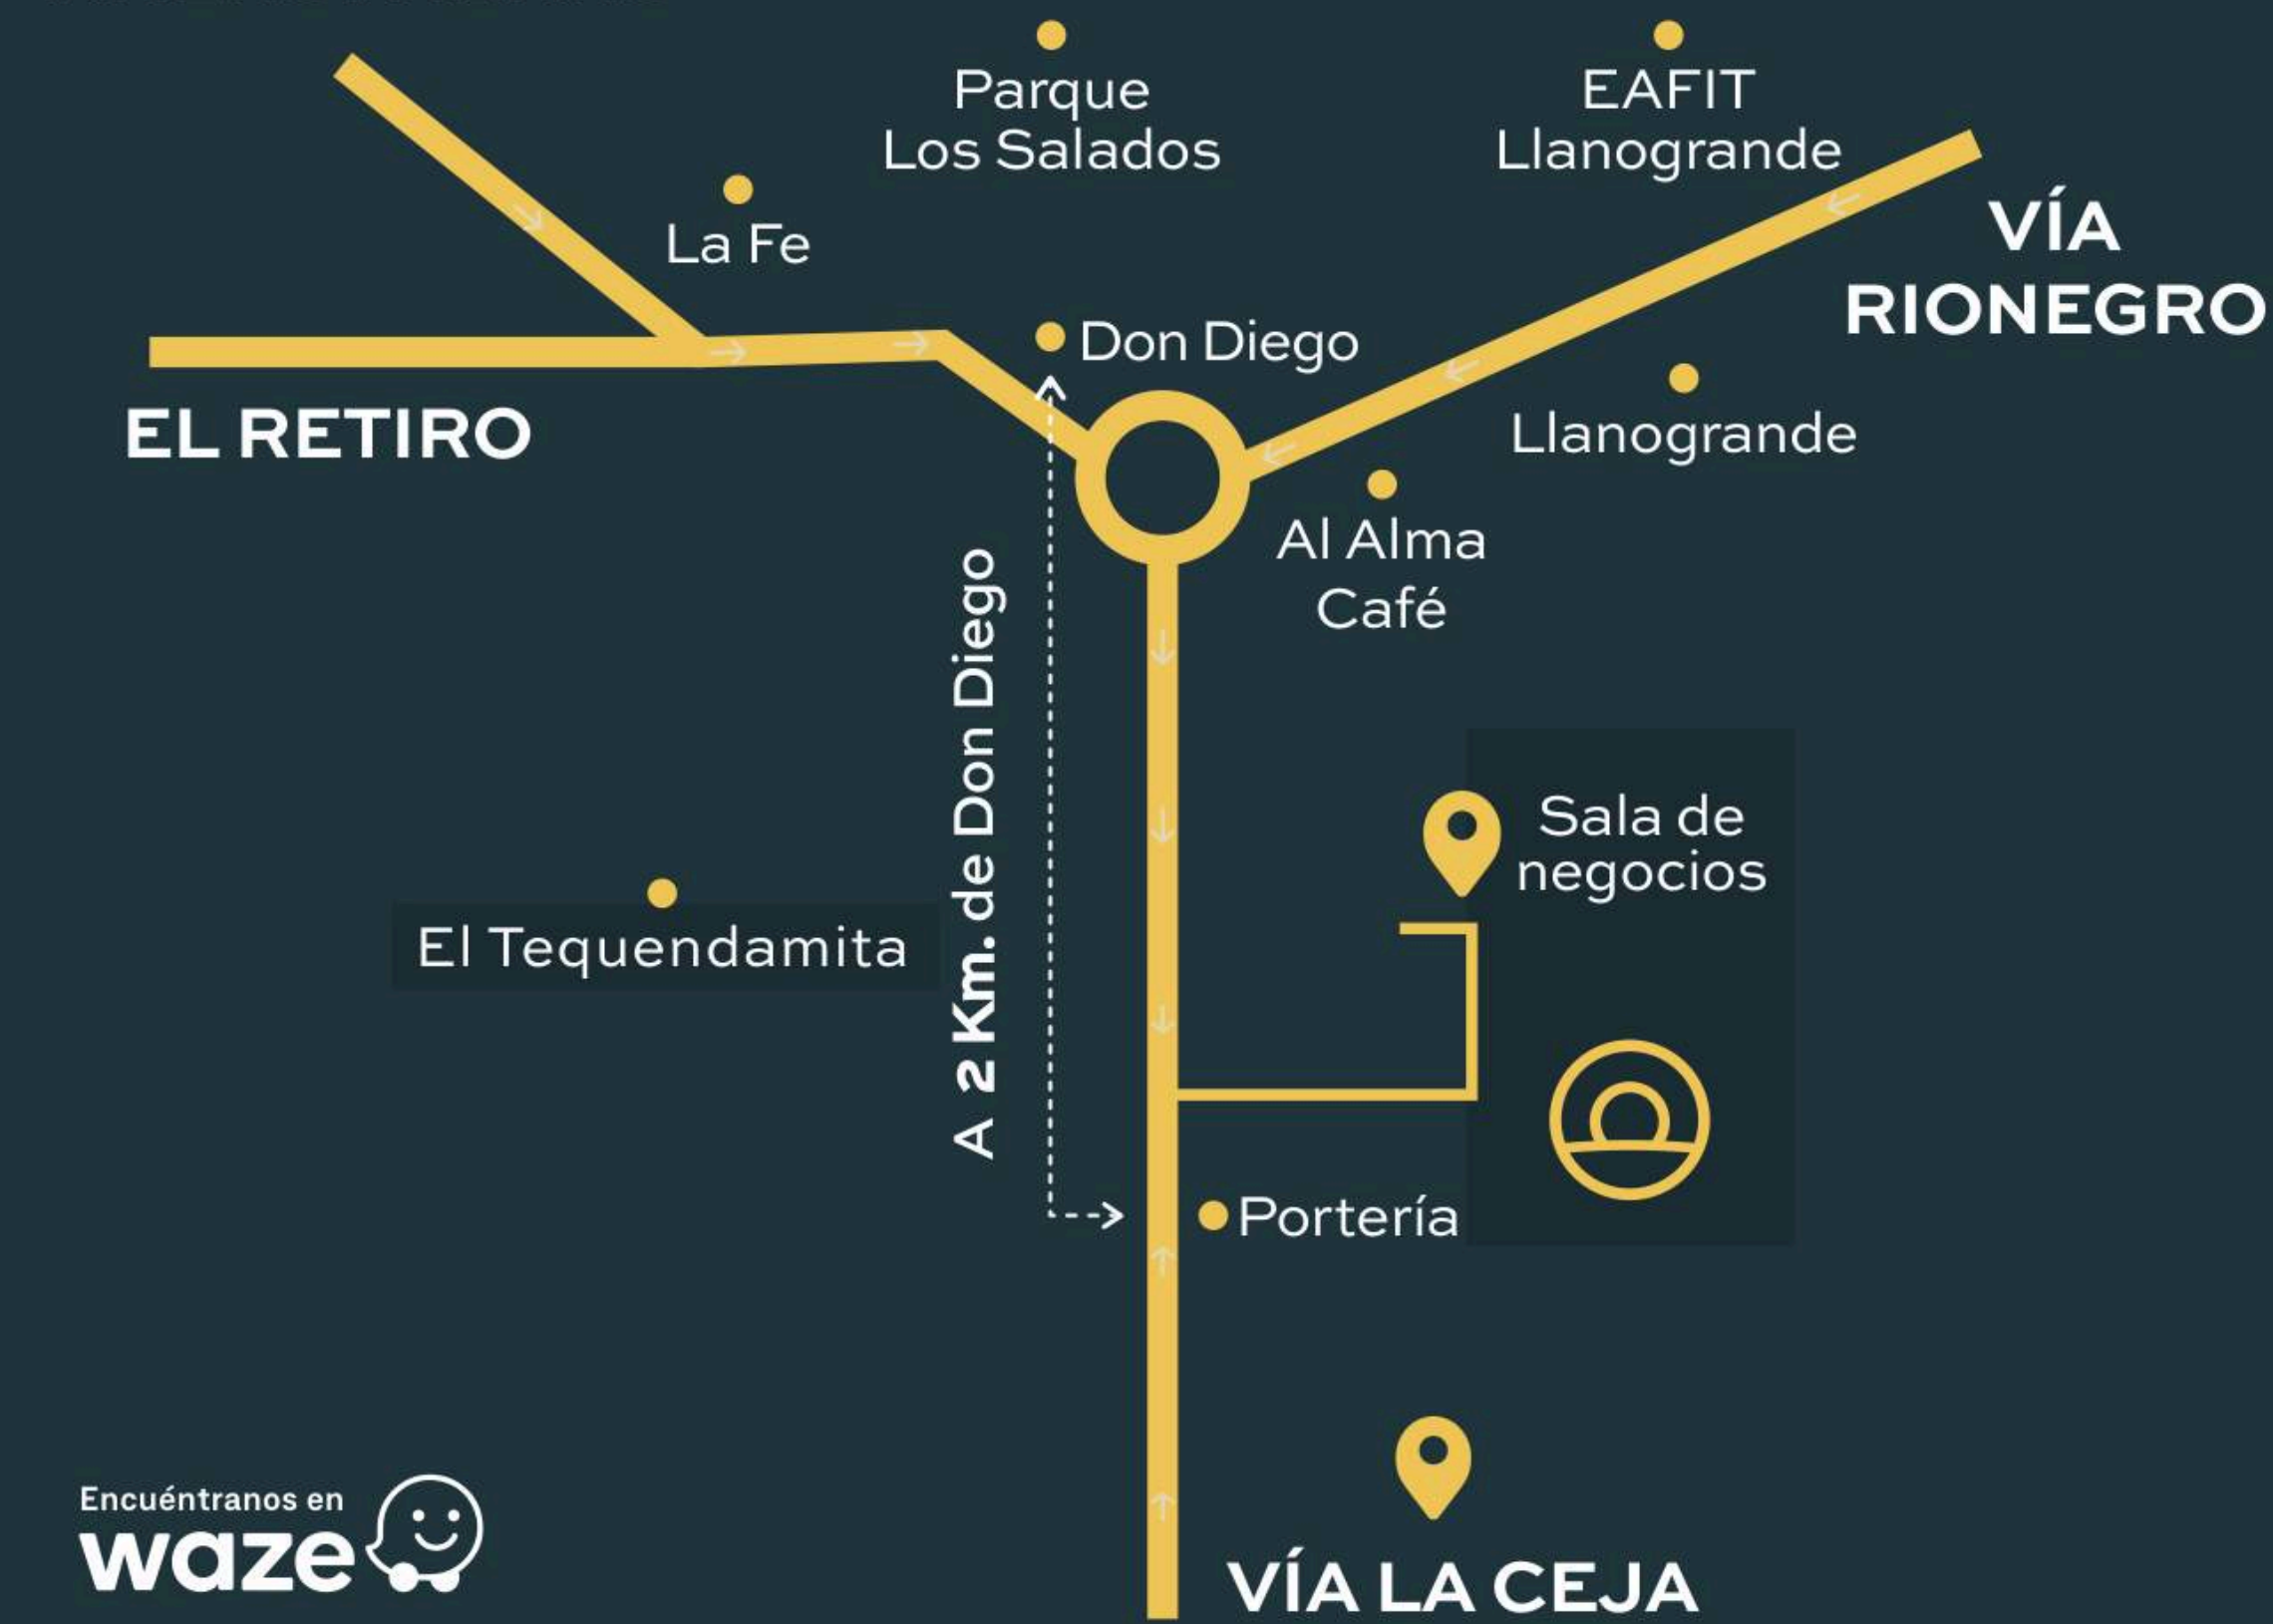 Parque
Los Salados
EAFIT
Llanogrande
La Fe
VÍA
RIONEGRO
Don Diego
EL RETIRO
Llanogrande
Al Alma
Café
A 2 Km. de Don Diego
Sala de
negocios
El Tequendamita
Portería
Encuéntranos en
waze
VÍA LA CEJA